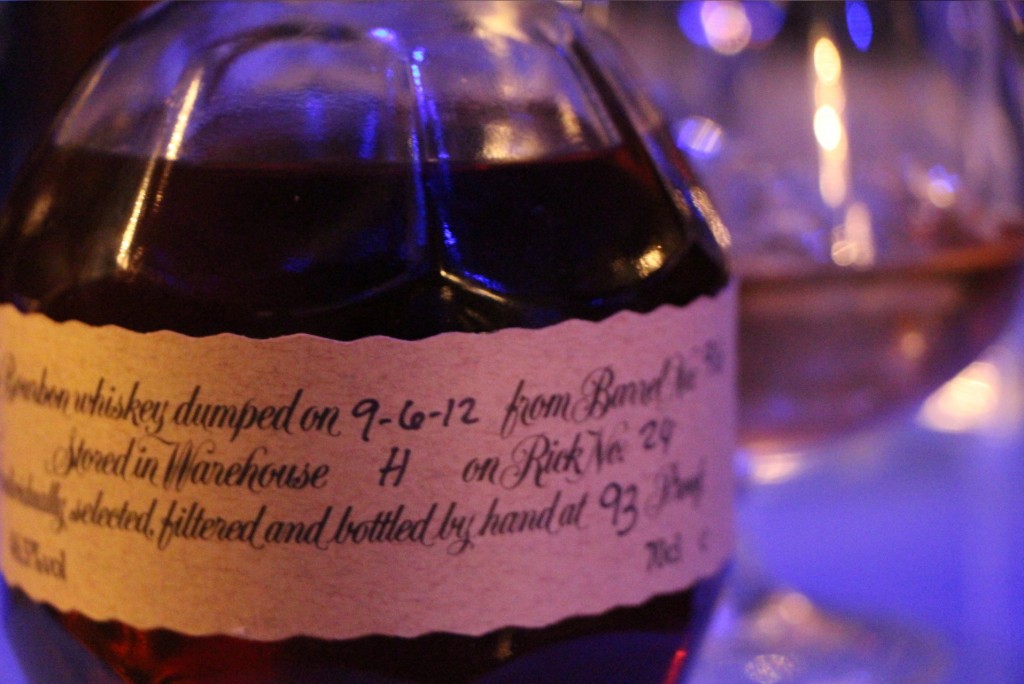 Bourbon whiskey dumped on 9-6-12 from Barrel No:
Stored in Warehouse H on Rick No: 24
selected, filtered and bottled by hand at 93 Proof
70cl e